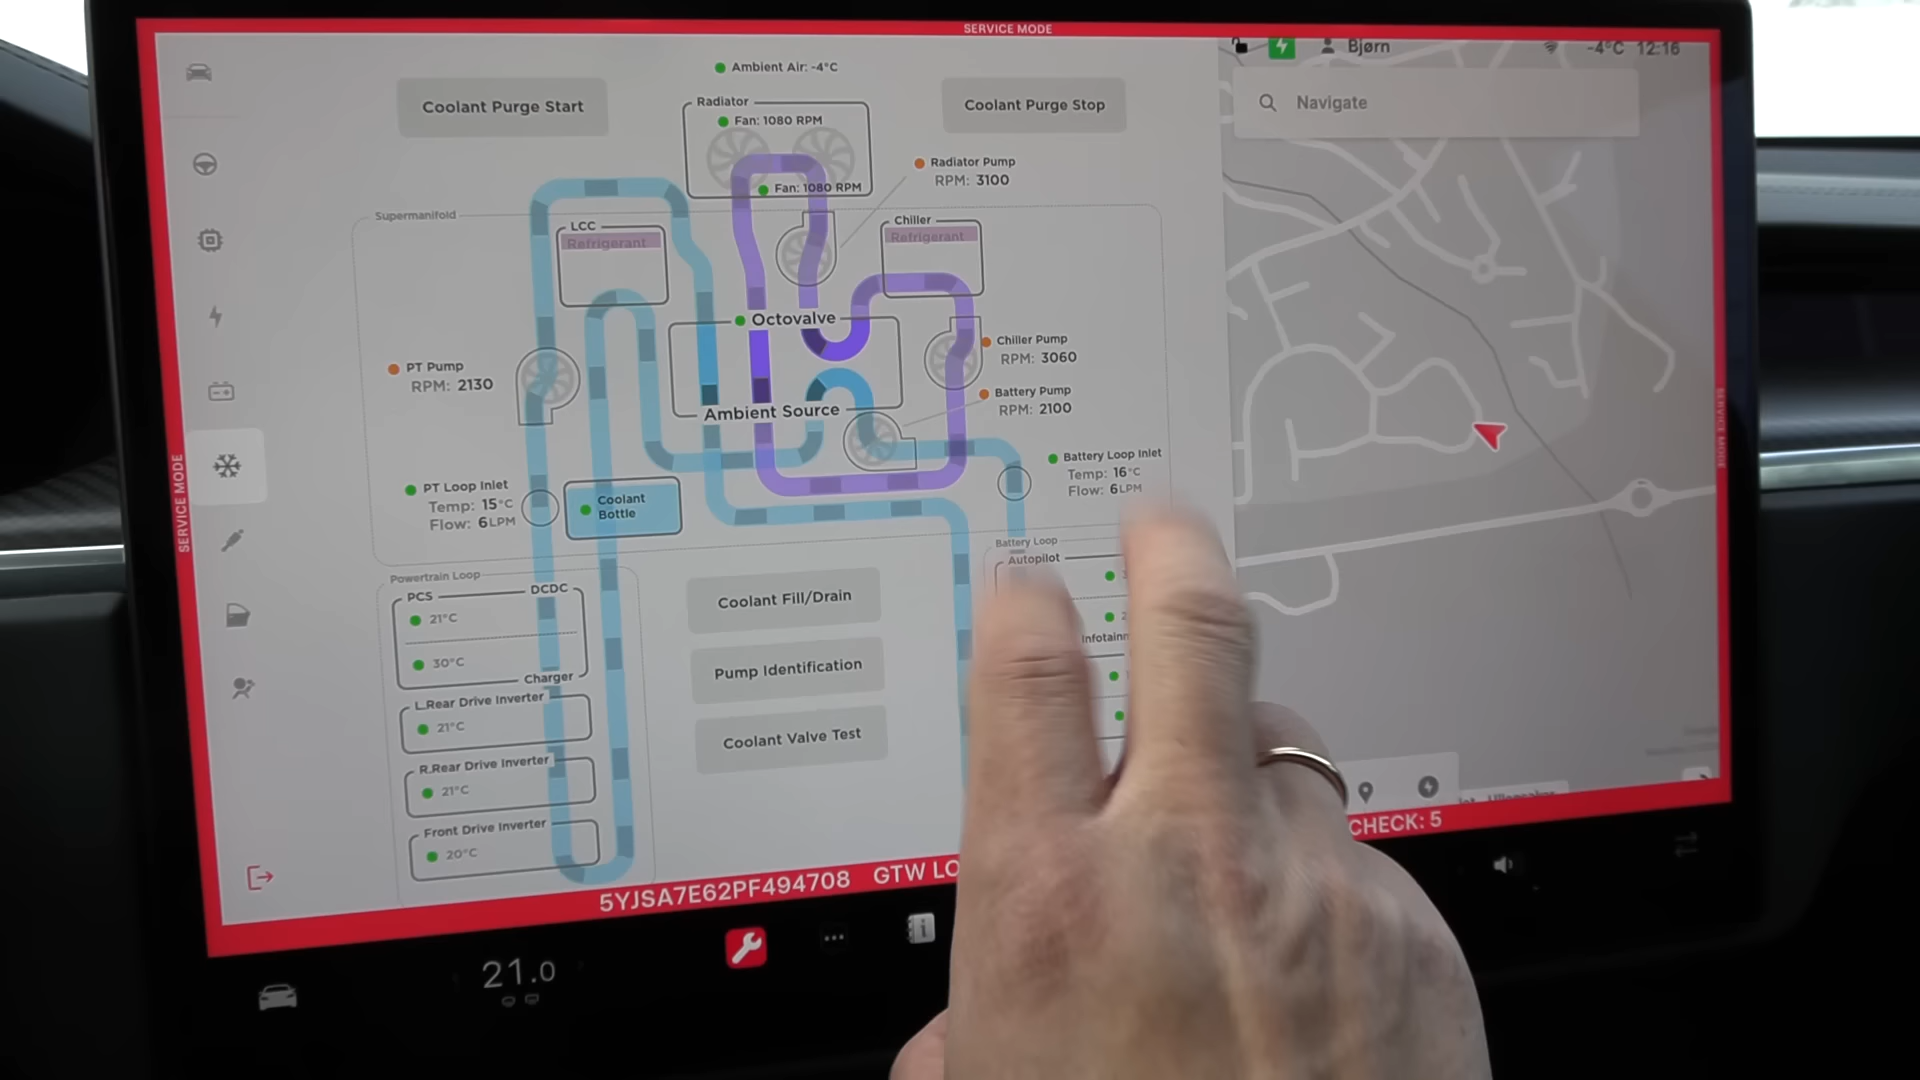 SERVICE MODE
Bjørn
-4°C 12:16
Ambient Air: -4°C
Coolant Purge Start
Radiator
Fan: 1080 RPM
Coolant Purge Stop
Navigate
Radiator Pump
RPM: 3100
Fan: 1080 RPM
Supermanifold
LCC
Refrigerant
Chiller
Refrigerant
Octovalve
Chiller Pump
RPM: 3060
PT Pump
RPM: 2130
Battery Pump
RPM: 2100
Ambient Source
SERVICE MODE
SERVICE MODE
Battery Loop Inlet
Temp: 16°C
Flow: 6LPM
PT Loop Inlet
Temp: 15°C
Flow: 6LPM
Coolant
Bottle
Battery Loop
Autopilot
Powertrain Loop
PCS
DCDC
21°C
30°C
Charger
Coolant Fill/Drain
Infotainm
Pump Identification
L.Rear Drive Inverter
21°C
Coolant Valve Test
R.Rear Drive Inverter
21°C
Front Drive Inverter
20°C
5YJSA7E62PF494708 GTW LO
CHECK: 5
21.0